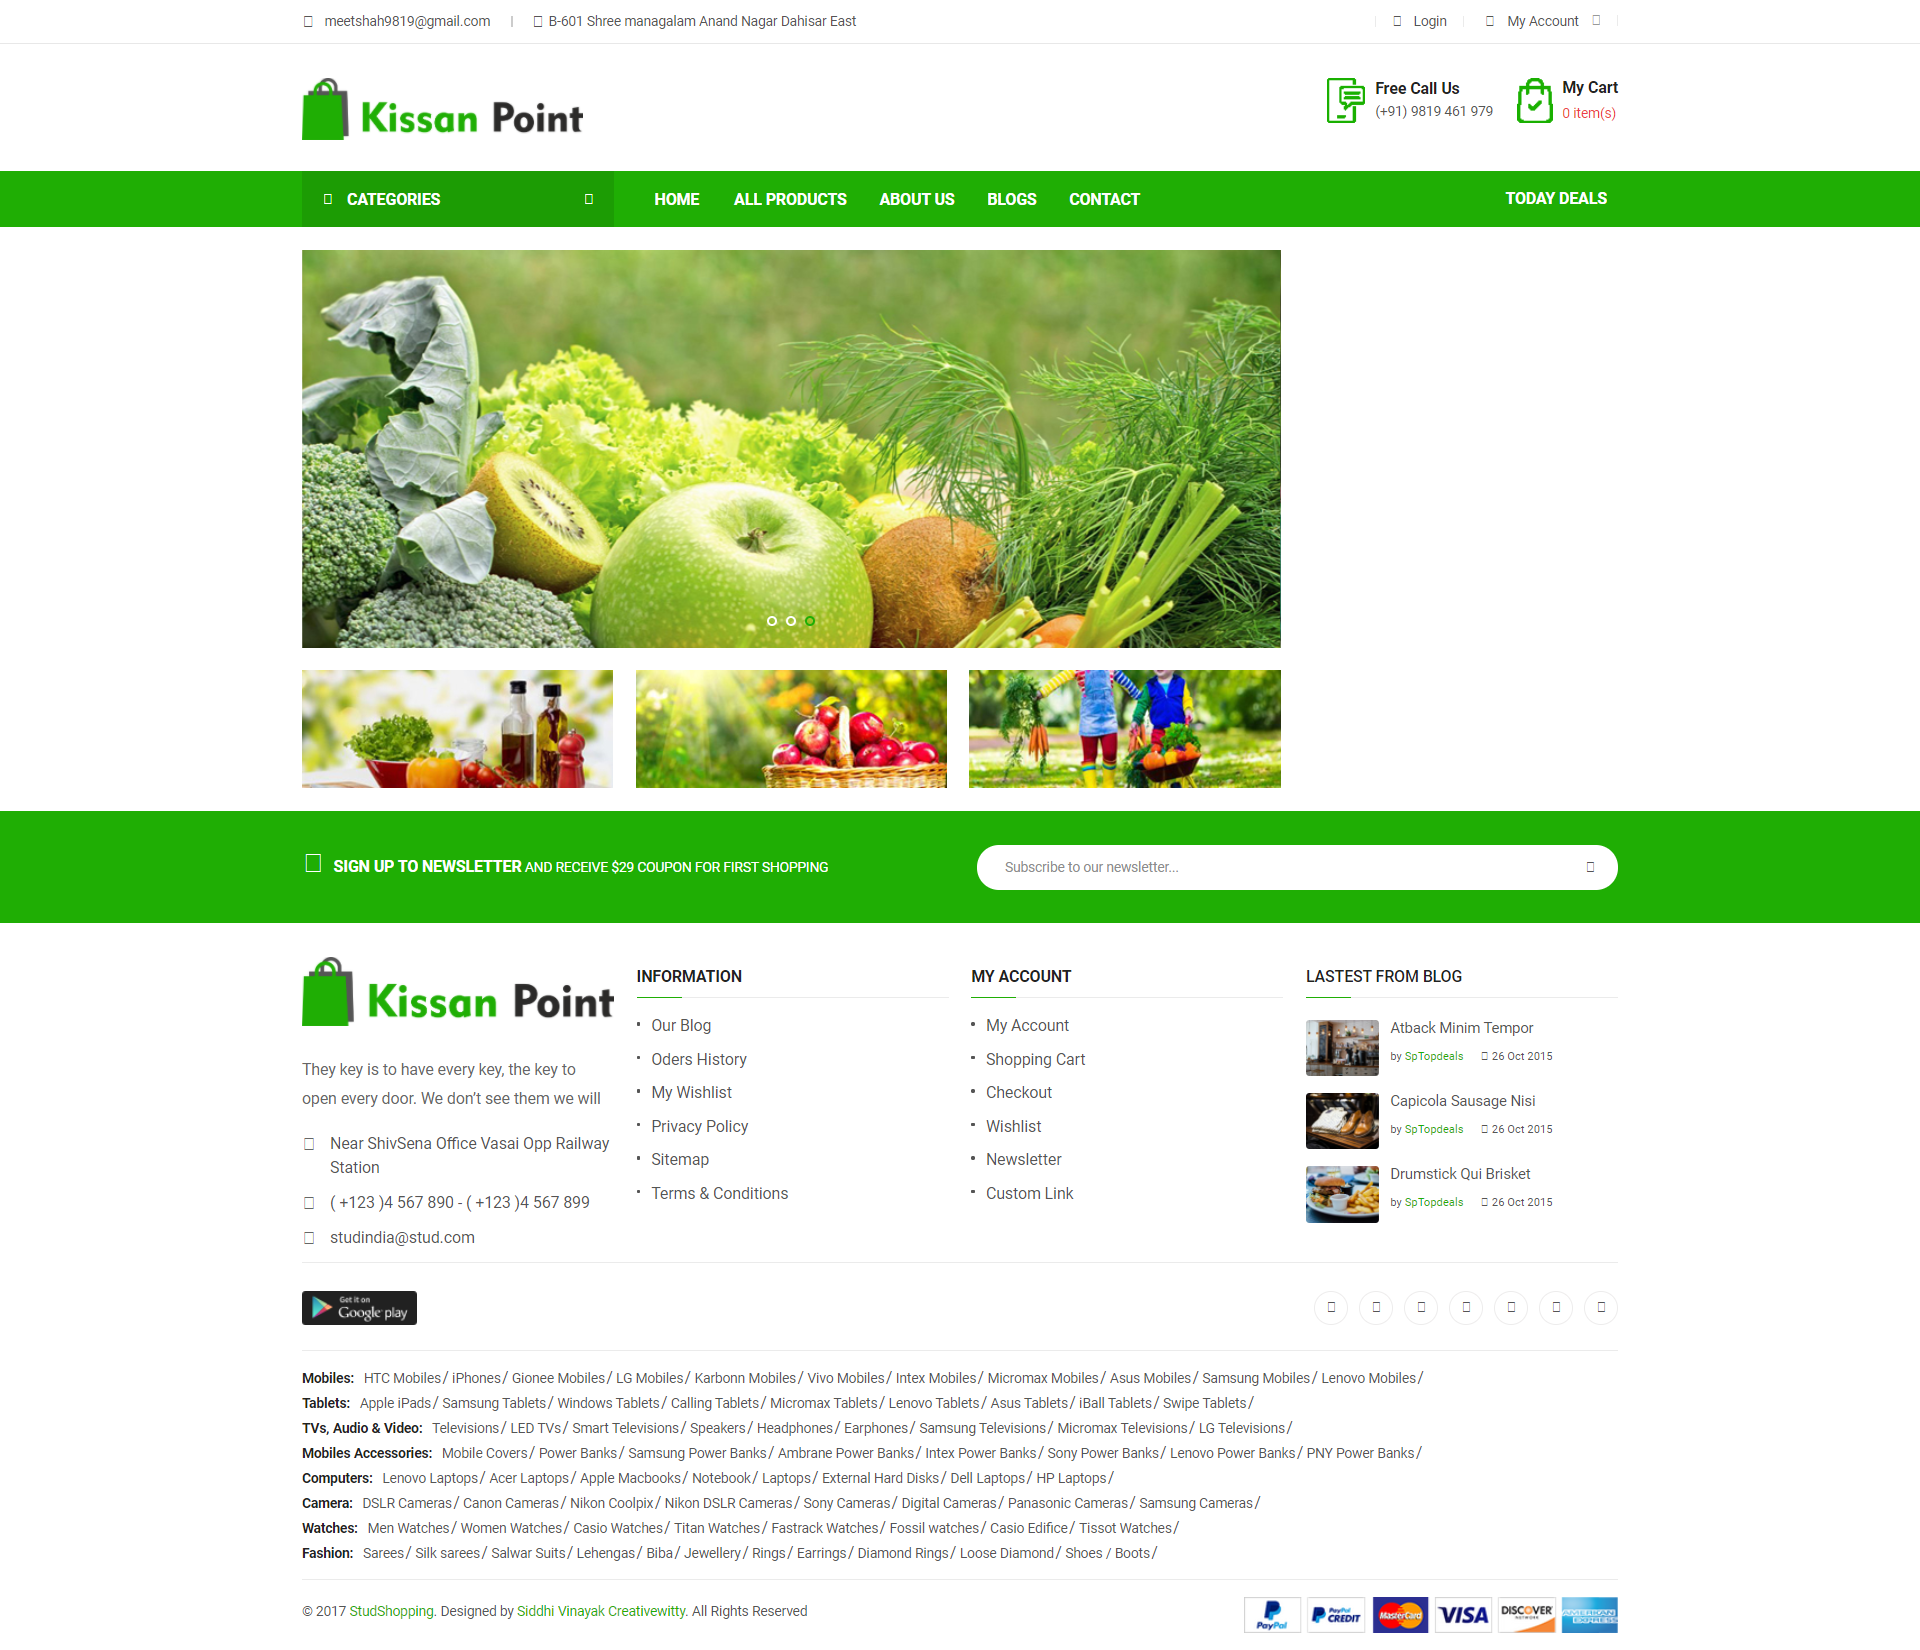 meetshah9819@gmail.com | B-601 Shree managalam Anand Nagar Dahisar East
Login My Account
Kissan Point
Free Call Us
(+91) 9819 461 979
My Cart
0 item(s)
CATEGORIES HOME ALL PRODUCTS ABOUT US BLOGS CONTACT TODAY DEALS
SIGN UP TO NEWSLETTER AND RECEIVE $29 COUPON FOR FIRST SHOPPING
Subscribe to our newsletter...
Kissan Point
They key is to have every key, the key to
open every door. We don’t see them we will
Near ShivSena Office Vasai Opp Railway
Station
( +123 )4 567 890 - ( +123 )4 567 899
studindia@stud.com
INFORMATION
Our Blog
Oders History
My Wishlist
Privacy Policy
Sitemap
Terms & Conditions
MY ACCOUNT
My Account
Shopping Cart
Checkout
Wishlist
Newsletter
Custom Link
LASTEST FROM BLOG
Atback Minim Tempor
by SpTopdeals 26 Oct 2015
Capicola Sausage Nisi
by SpTopdeals 26 Oct 2015
Drumstick Qui Brisket
by SpTopdeals 26 Oct 2015
Get it on
Google play
Mobiles: HTC Mobiles/ iPhones/ Gionee Mobiles/ LG Mobiles/ Karbonn Mobiles/ Vivo Mobiles/ Intex Mobiles/ Micromax Mobiles/ Asus Mobiles/ Samsung Mobiles/ Lenovo Mobiles/
Tablets: Apple iPads/ Samsung Tablets/ Windows Tablets/ Calling Tablets/ Micromax Tablets/ Lenovo Tablets/ Asus Tablets/ iBall Tablets/ Swipe Tablets/
TVs, Audio & Video: Televisions/ LED TVs/ Smart Televisions/ Speakers/ Headphones/ Earphones/ Samsung Televisions/ Micromax Televisions/ LG Televisions/
Mobiles Accessories: Mobile Covers/ Power Banks/ Samsung Power Banks/ Ambrane Power Banks/ Intex Power Banks/ Sony Power Banks/ Lenovo Power Banks/ PNY Power Banks/
Computers: Lenovo Laptops/ Acer Laptops/ Apple Macbooks/ Notebook/ Laptops/ External Hard Disks/ Dell Laptops/ HP Laptops/
Camera: DSLR Cameras/ Canon Cameras/ Nikon Coolpix/ Nikon DSLR Cameras/ Sony Cameras/ Digital Cameras/ Panasonic Cameras/ Samsung Cameras/
Watches: Men Watches/ Women Watches/ Casio Watches/ Titan Watches/ Fastrack Watches/ Fossil watches/ Casio Edifice/ Tissot Watches/
Fashion: Sarees/ Silk sarees/ Salwar Suits/ Lehengas/ Biba/ Jewellery/ Rings/ Earrings/ Diamond Rings/ Loose Diamond/ Shoes / Boots/
© 2017 StudShopping. Designed by Siddhi Vinayak Creativewitty. All Rights Reserved
PayPal PayPal CREDIT MasterCard VISA DISCOVER NETWORK AMERICAN EXPRESS